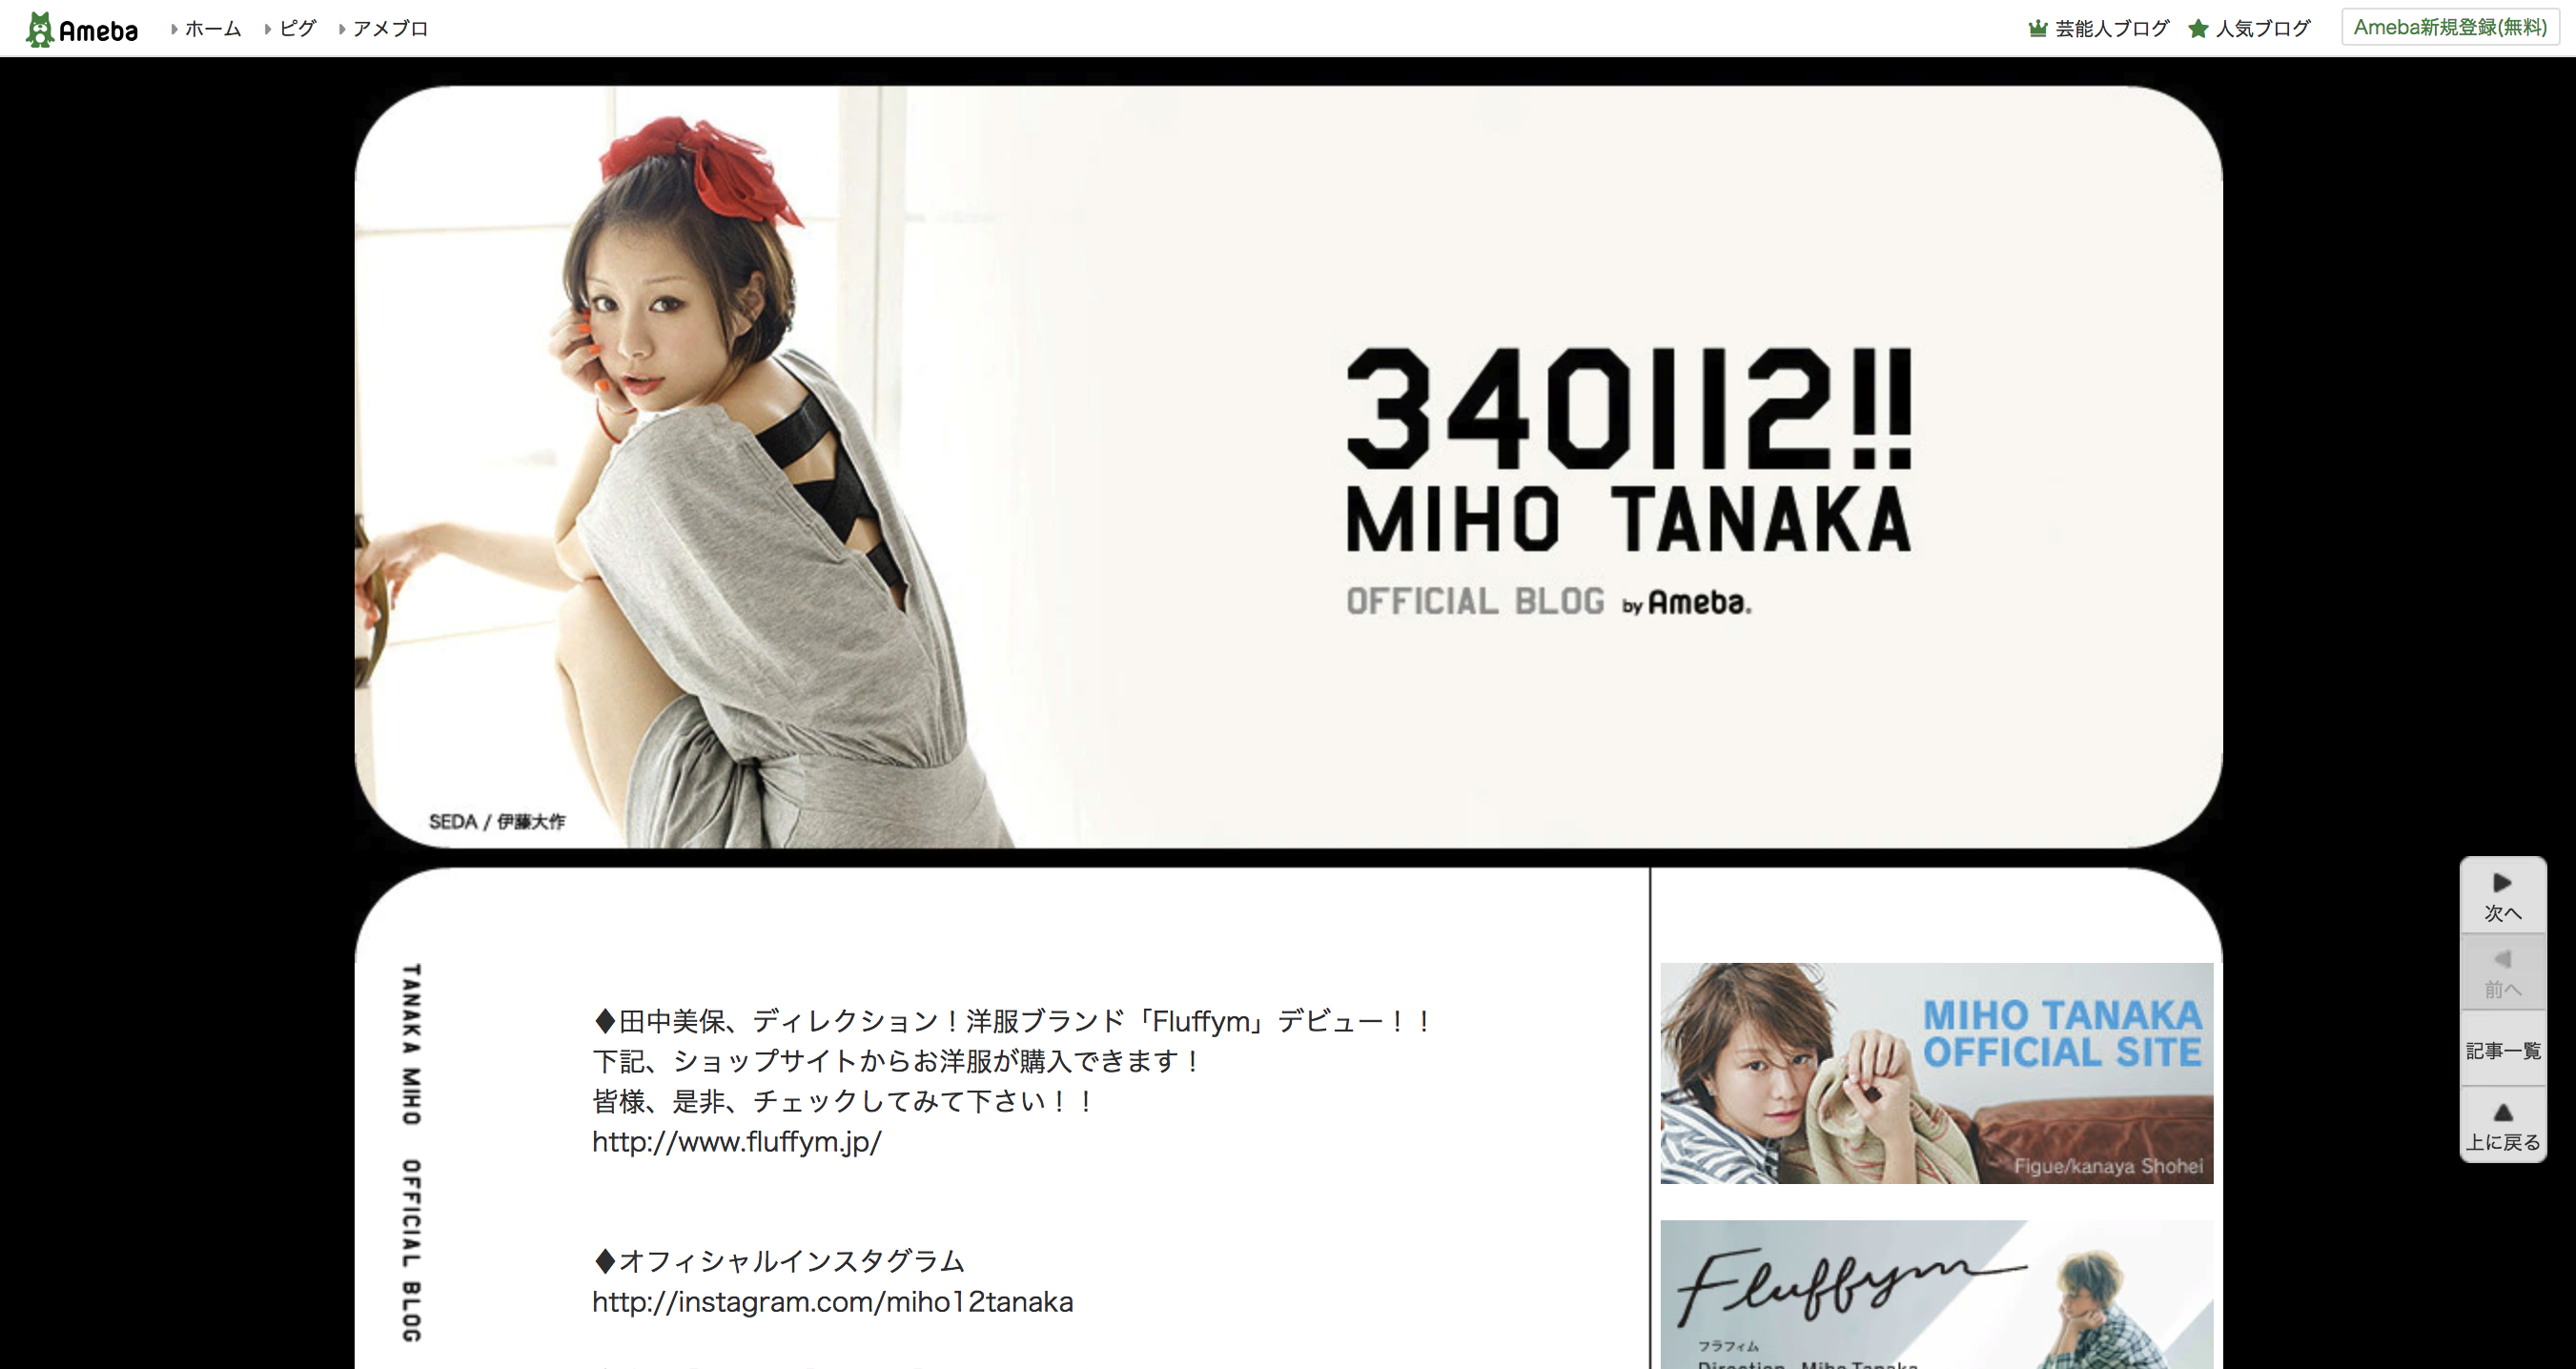 Ameba
ホーム
ピグ
アメブロ
芸能人ブログ
人気ブログ
Ameba新規登録(無料)
340112!!
MIHO TANAKA
OFFICIAL BLOG by Ameba.
SEDA / 伊藤大作
TANAKA MIHO OFFICIAL BLOG
♦田中美保、ディレクション！洋服ブランド「Fluffym」デビュー！！
下記、ショップサイトからお洋服が購入できます！
皆様、是非、チェックしてみて下さい！！
http://www.fluffym.jp/
♦オフィシャルインスタグラム
http://instagram.com/miho12tanaka
MIHO TANAKA
OFFICIAL SITE
Figue/kanaya Shohei
Fluffym
フラフィム
Direction Miho Tanaka
次へ
前へ
記事一覧
上に戻る